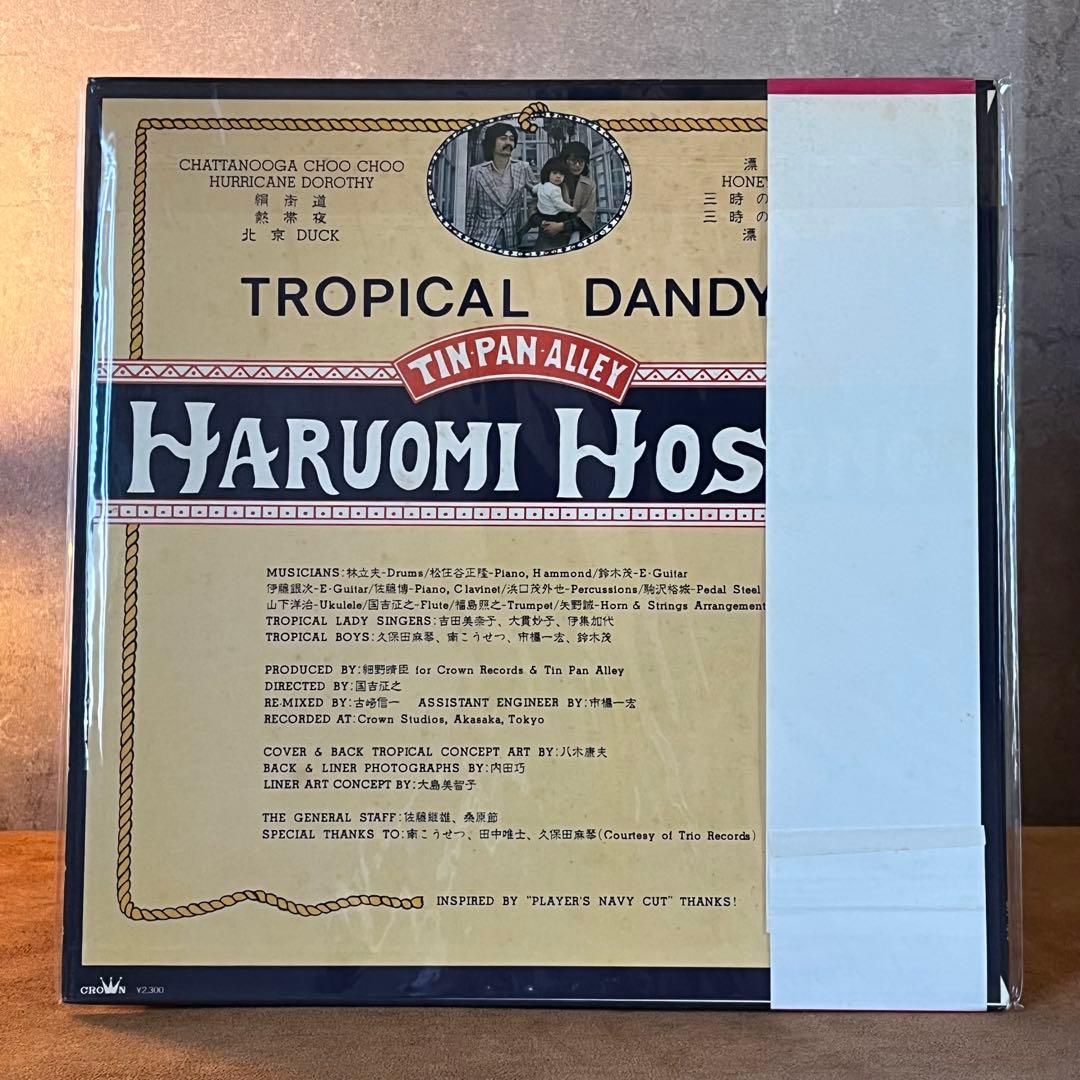 CHATTANOOGA CHOO CHOO
HURRICANE DOROTHY
絹街道
熱帯夜
北京 DUCK
漂
HONEY
三時の
三時の
漂
TROPICAL DANDY
TIN·PAN·ALLEY
HARUOMI HOS
MUSICIANS:林立夫-Drums/松任谷正隆-Piano, Hammond/鈴木茂-E·Guitar
伊藤銀次-E·Guitar/佐藤博-Piano, Clavinet/浜口茂外也-Percussions/駒沢裕城-Pedal Steel
山下洋治-Ukulele/国吉征之-Flute/福島照之-Trumpet/矢野誠-Horn & Strings Arrangement
TROPICAL LADY SINGERS:吉田美奈子、大貫妙子、伊集加代
TROPICAL BOYS:久保田麻琴、南こうせつ、市橋一宏、鈴木茂
PRODUCED BY:細野晴臣 for Crown Records & Tin Pan Alley
DIRECTED BY:国吉征之
RE-MIXED BY:古崎信一 ASSISTANT ENGINEER BY:市橋一宏
RECORDED AT:Crown Studios, Akasaka, Tokyo
COVER & BACK TROPICAL CONCEPT ART BY:八木康夫
BACK & LINER PHOTOGRAPHS BY:内田巧
LINER ART CONCEPT BY:大島美智子
THE GENERAL STAFF:佐藤継雄、桑原節
SPECIAL THANKS TO:南こうせつ、田中唯士、久保田麻琴(Courtesy of Trio Records)
INSPIRED BY "PLAYER'S NAVY CUT" THANKS!
CROWN ¥2,300